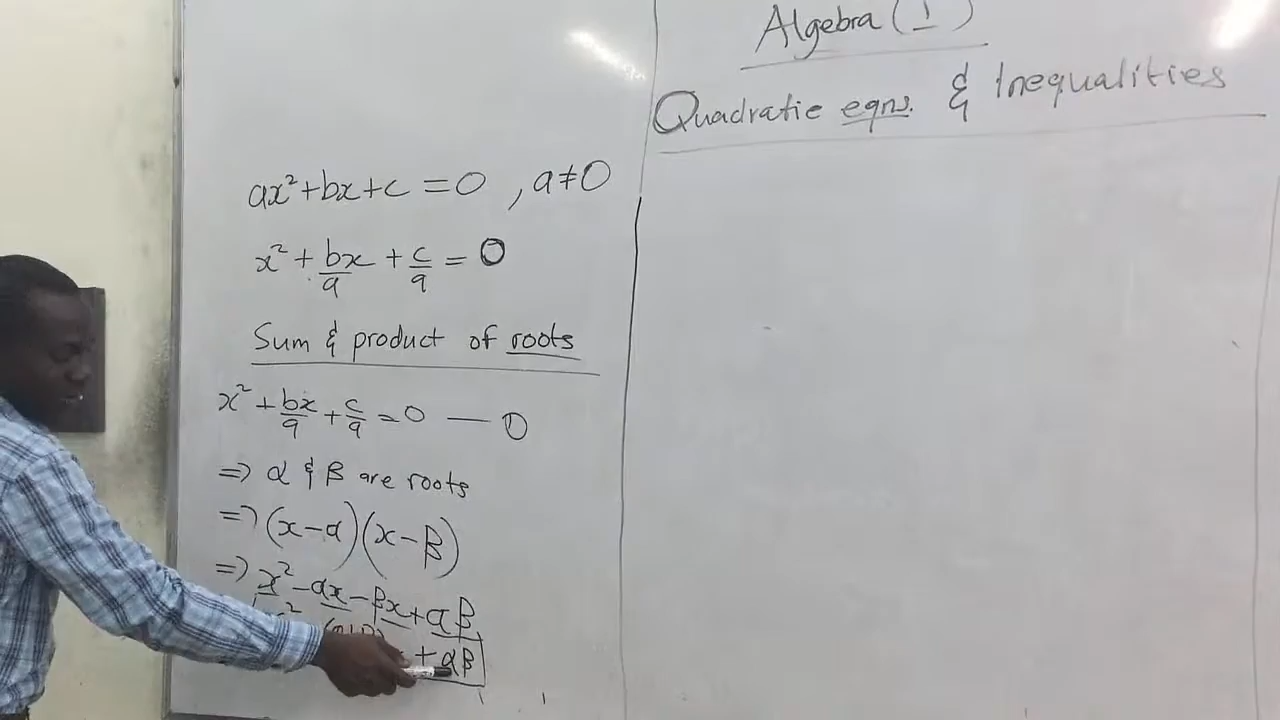 Algebra (1)
Quadratic eqns. & Inequalities
ax² + bx + c = 0 , a ≠ 0
x² + bx/a + c/a = 0
Sum & product of roots
x² + bx/a + c/a = 0 — ①
=> α & β are roots
=> (x - α)(x - β)
=> x² - αx - βx + αβ
x² + αβ